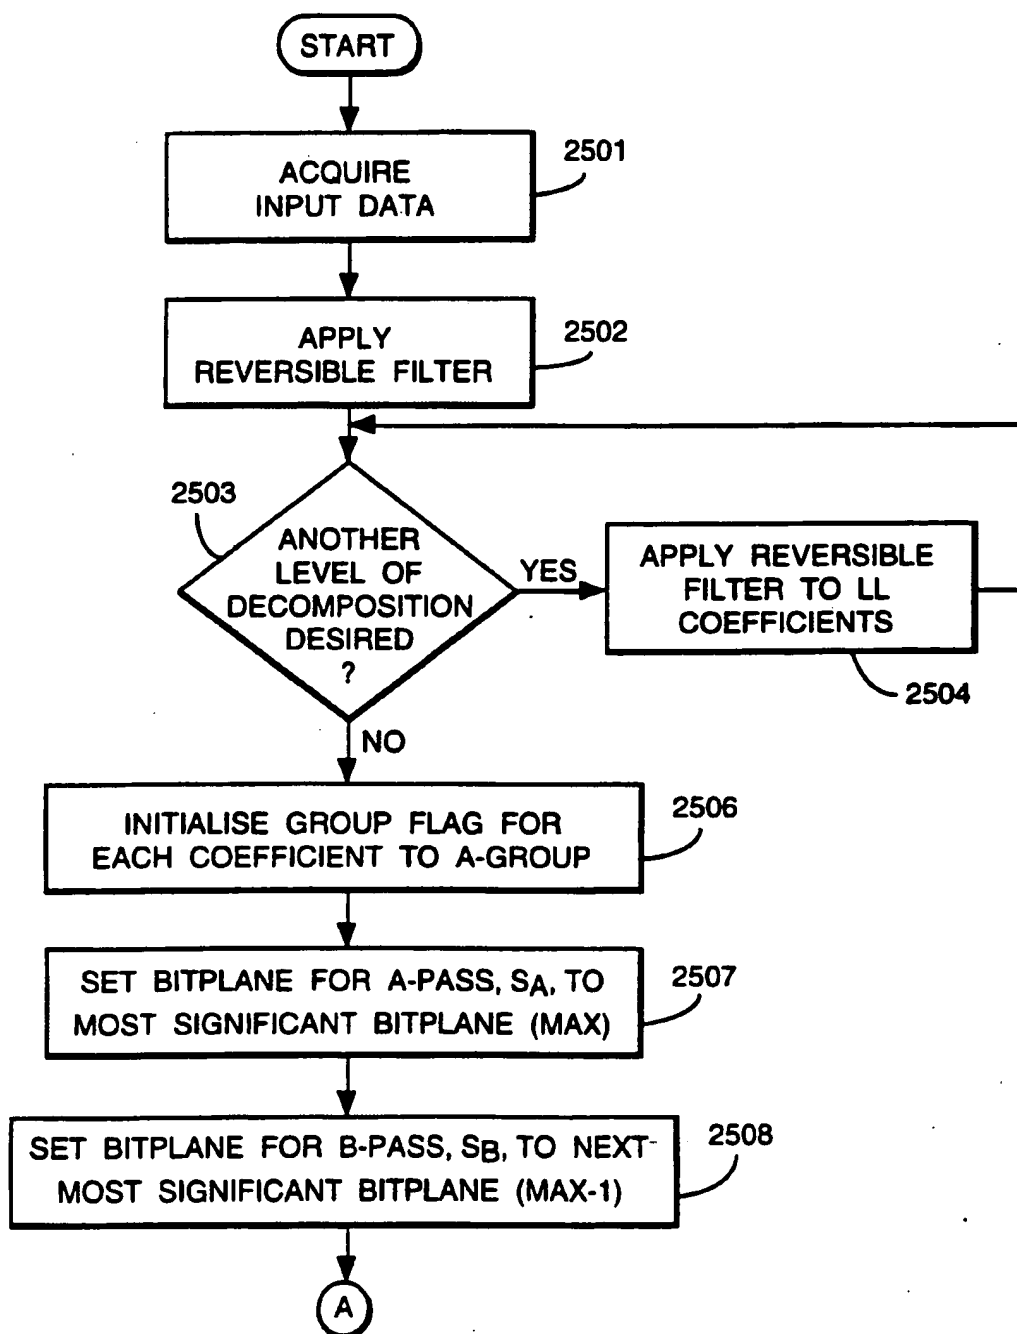 START
ACQUIRE
INPUT DATA
2501
APPLY
REVERSIBLE FILTER
2502
2503
ANOTHER
LEVEL OF
DECOMPOSITION
DESIRED
?
YES
APPLY REVERSIBLE
FILTER TO LL
COEFFICIENTS
2504
NO
INITIALISE GROUP FLAG FOR
EACH COEFFICIENT TO A-GROUP
2506
SET BITPLANE FOR A-PASS, SA, TO
MOST SIGNIFICANT BITPLANE (MAX)
2507
SET BITPLANE FOR B-PASS, SB, TO NEXT-
MOST SIGNIFICANT BITPLANE (MAX-1)
2508
A